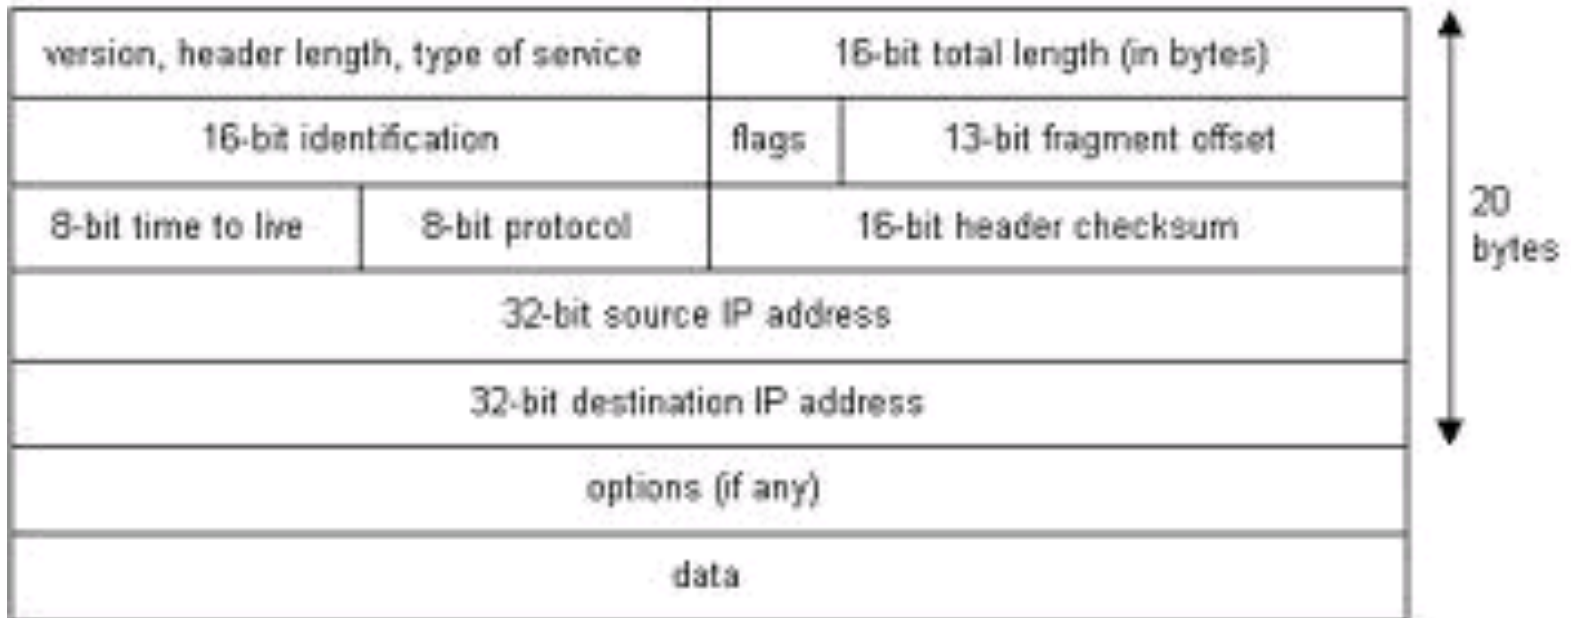 version, header length, type of service
16-bit total length (in bytes)
16-bit identification
flags
13-bit fragment offset
8-bit time to live
8-bit protocol
16-bit header checksum
20
bytes
32-bit source IP address
32-bit destination IP address
options (if any)
data